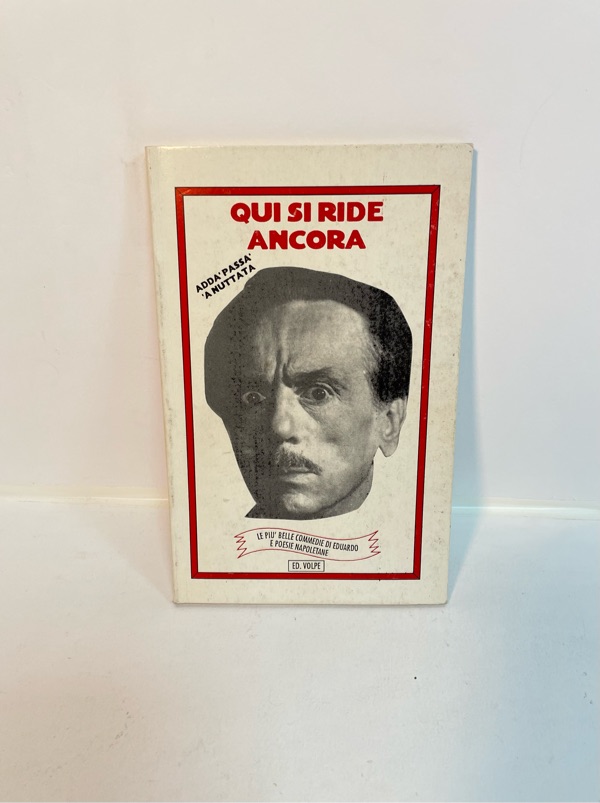 QUI SI RIDE
ANCORA
ADDA' PASSA'
'A NUTTATA
LE PIU' BELLE COMMEDIE DI EDUARDO
E POESIE NAPOLETANE
ED. VOLPE